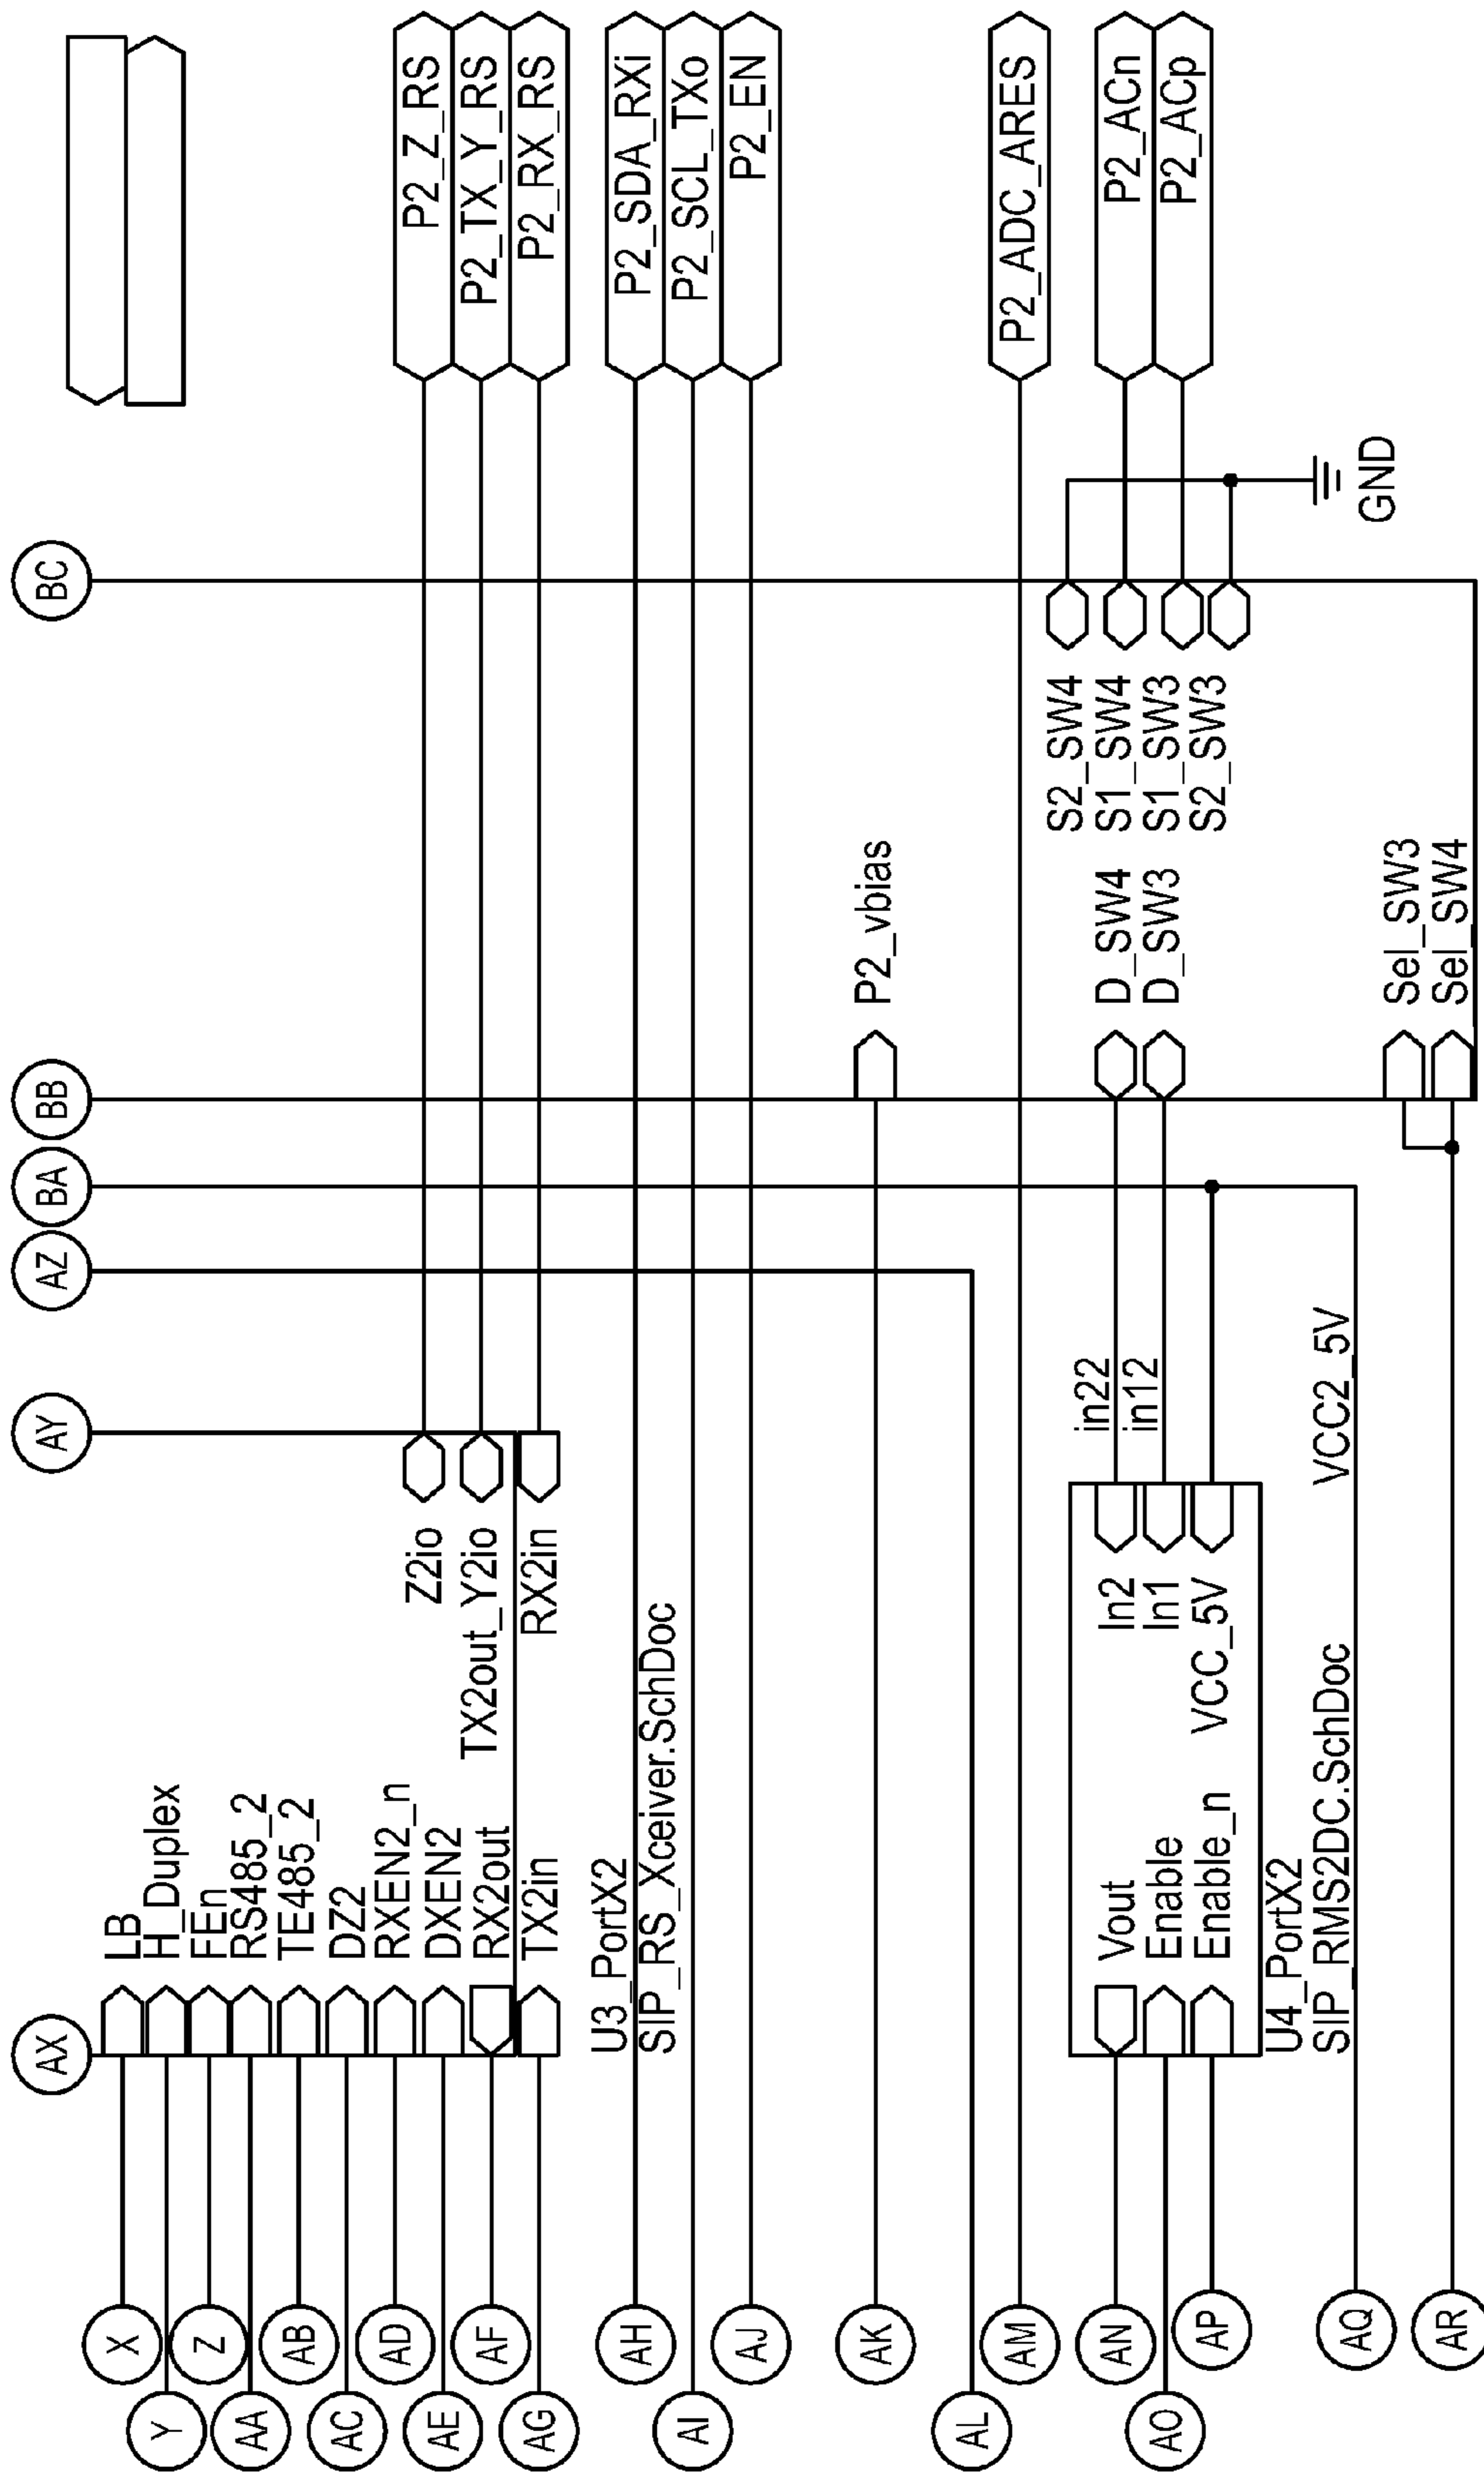 AX
AY
AZ
BA
BB
BC
X
Y
Z
AA
AB
AC
AD
AE
AF
AG
LB
H_Duplex
FEn
RS485_2
TE485_2
DZ2
RXEN2_n
DXEN2
RX2out
TX2in
Z2io
TX2out_Y2io
RX2in
P2_Z_RS
P2_TX_Y_RS
P2_RX_RS
U3_PortX2
SIP_RS_Xceiver.SchDoc
AH
AI
AJ
P2_SDA_RXi
P2_SCL_TXo
P2_EN
AK
P2_vbias
AL
AM
P2_ADC_ARES
AN
AO
AP
Vout
Enable
Enable_n
In2
In1
VCC_5V
in22
in12
U4_PortX2
SIP_RMS2DC.SchDoc
VCC2_5V
D_SW4
D_SW3
S2_SW4
S1_SW4
S1_SW3
S2_SW3
P2_ACn
P2_ACp
GND
AQ
AR
Sel_SW3
Sel_SW4